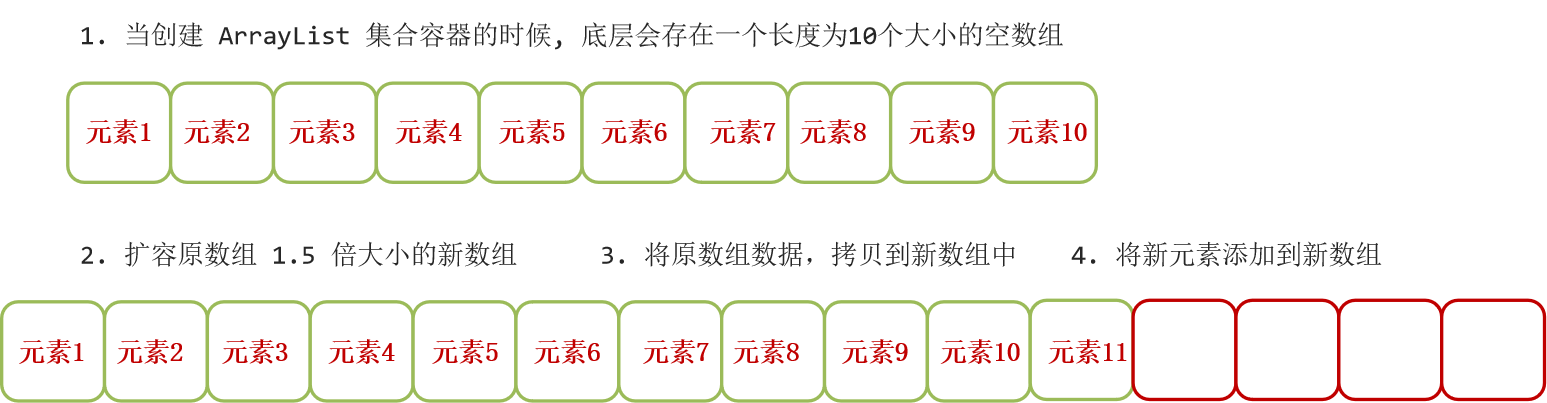 1. 当创建 ArrayList 集合容器的时候, 底层会存在一个长度为10个大小的空数组
元素1 元素2 元素3 元素4 元素5 元素6 元素7 元素8 元素9 元素10
2. 扩容原数组 1.5 倍大小的新数组 3. 将原数组数据，拷贝到新数组中 4. 将新元素添加到新数组
元素1 元素2 元素3 元素4 元素5 元素6 元素7 元素8 元素9 元素10 元素11